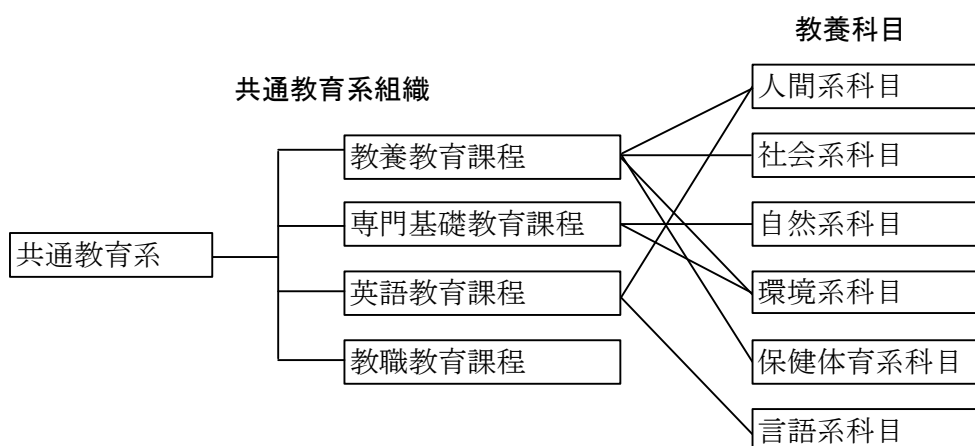 教養科目
共通教育系組織
人間系科目
教養教育課程
社会系科目
専門基礎教育課程
自然系科目
共通教育系
英語教育課程
環境系科目
教職教育課程
保健体育系科目
言語系科目